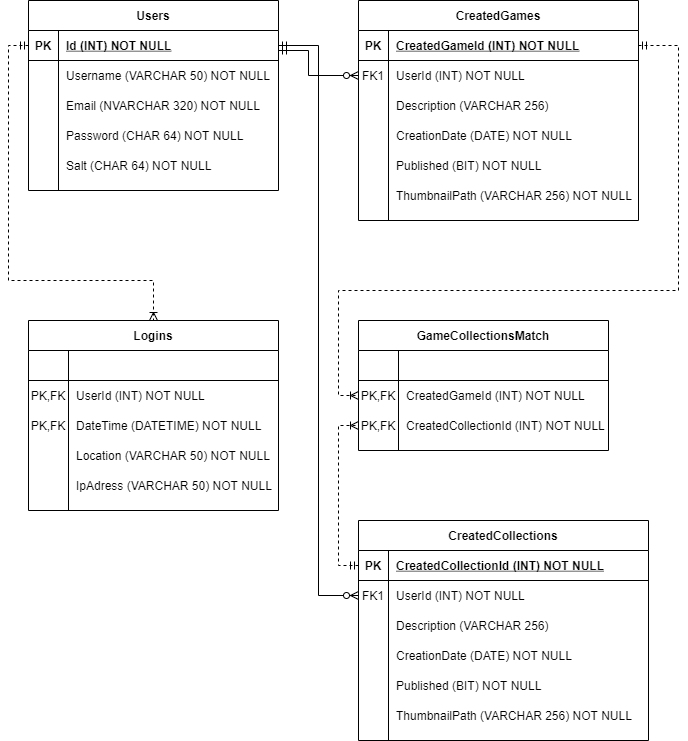 Users
PK Id (INT) NOT NULL
Username (VARCHAR 50) NOT NULL
Email (NVARCHAR 320) NOT NULL
Password (CHAR 64) NOT NULL
Salt (CHAR 64) NOT NULL
CreatedGames
PK CreatedGameId (INT) NOT NULL
FK1 UserId (INT) NOT NULL
Description (VARCHAR 256)
CreationDate (DATE) NOT NULL
Published (BIT) NOT NULL
ThumbnailPath (VARCHAR 256) NOT NULL
Logins
PK,FK UserId (INT) NOT NULL
PK,FK DateTime (DATETIME) NOT NULL
Location (VARCHAR 50) NOT NULL
IpAdress (VARCHAR 50) NOT NULL
GameCollectionsMatch
PK,FK CreatedGameId (INT) NOT NULL
PK,FK CreatedCollectionId (INT) NOT NULL
CreatedCollections
PK CreatedCollectionId (INT) NOT NULL
FK1 UserId (INT) NOT NULL
Description (VARCHAR 256)
CreationDate (DATE) NOT NULL
Published (BIT) NOT NULL
ThumbnailPath (VARCHAR 256) NOT NULL